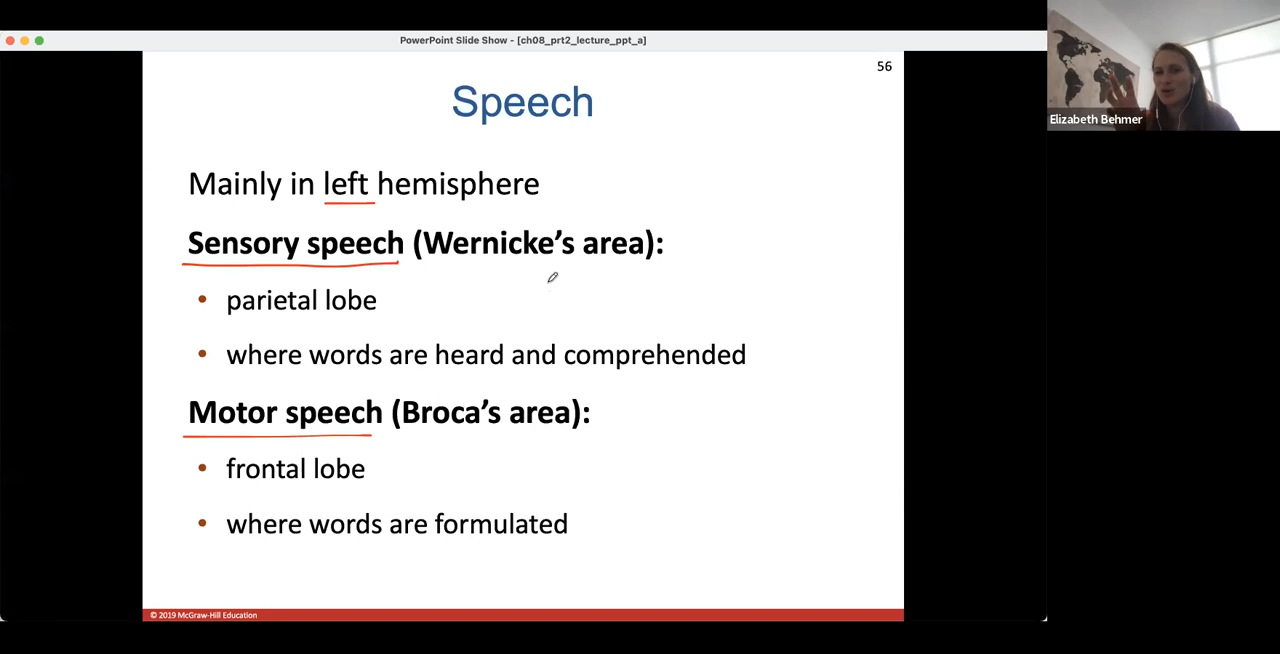 PowerPoint Slide Show - [ch08_prt2_lecture_ppt_a]
56
Speech
Elizabeth Behmer
Mainly in left hemisphere
Sensory speech (Wernicke’s area):
• parietal lobe
• where words are heard and comprehended
Motor speech (Broca’s area):
• frontal lobe
• where words are formulated
© 2019 McGraw-Hill Education